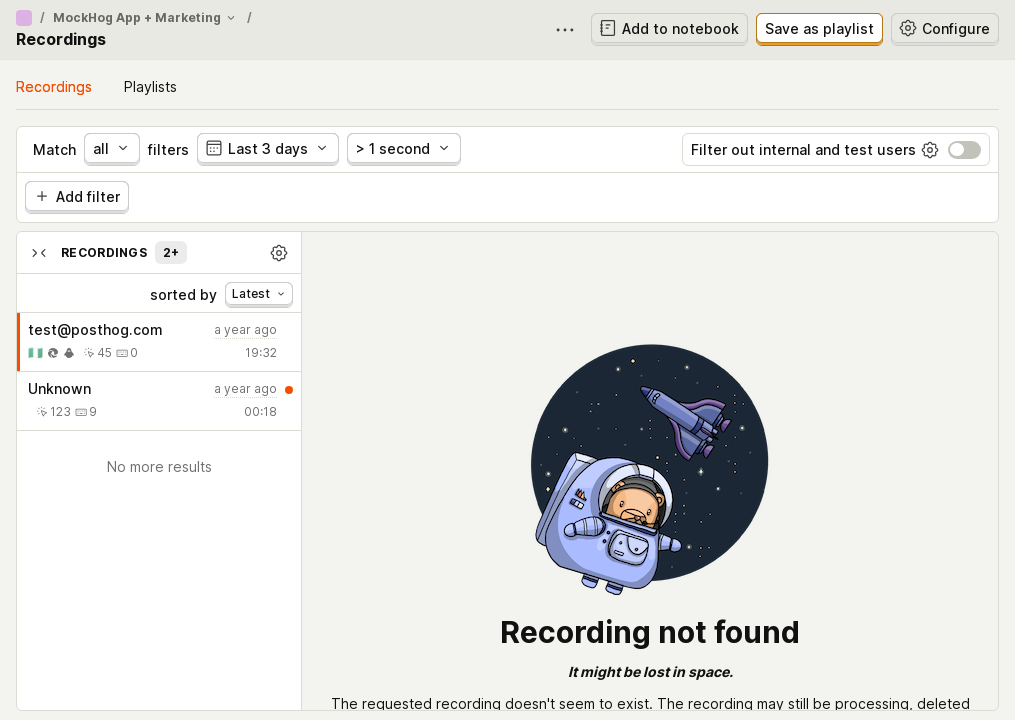 / MockHog App + Marketing /
Recordings
Add to notebook
Save as playlist
Configure
Recordings
Playlists
Match all filters Last 3 days > 1 second
Filter out internal and test users
Add filter
RECORDINGS 2+
sorted by Latest
test@posthog.com a year ago
45 0 19:32
Unknown a year ago
123 9 00:18
No more results
Recording not found
It might be lost in space.
The requested recording doesn't seem to exist. The recording may still be processing, deleted